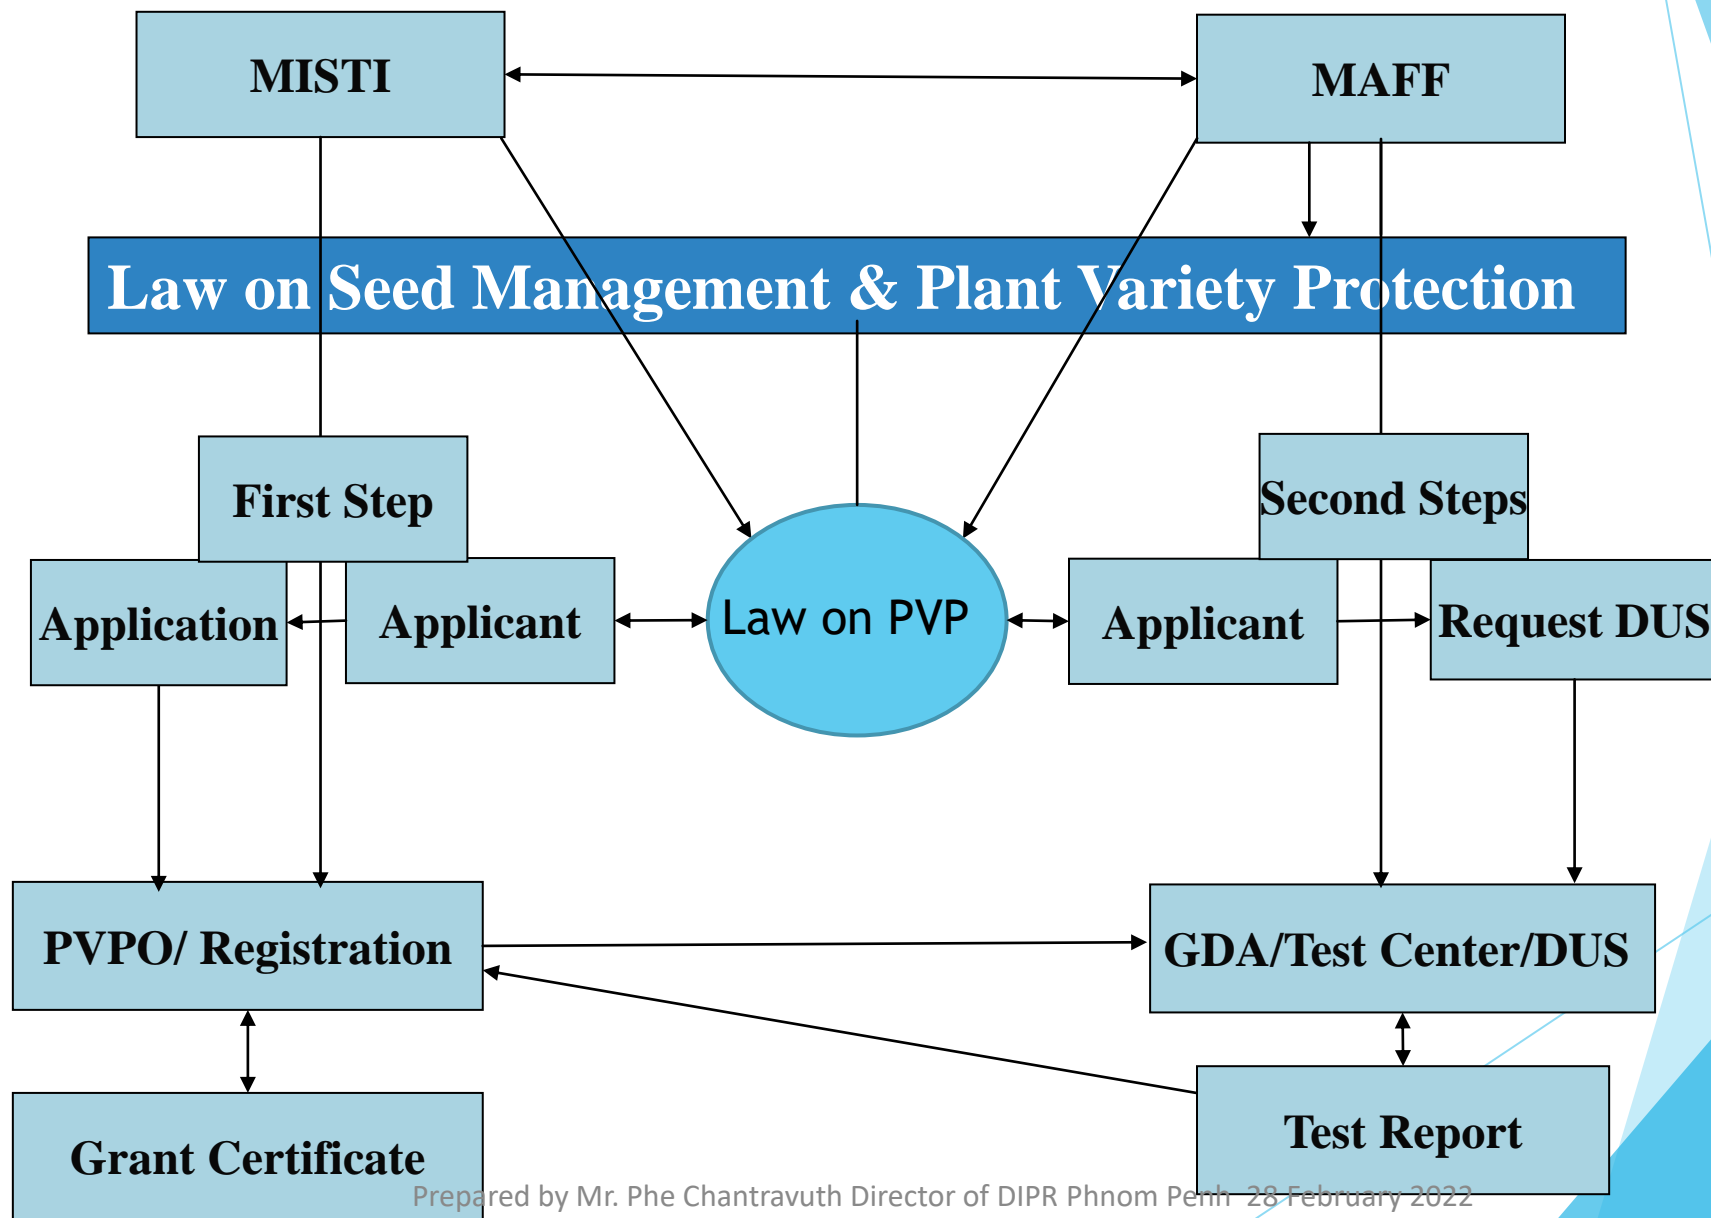 MISTI
MAFF
Law on Seed Management & Plant Variety Protection
First Step
Second Steps
Application
Applicant
Law on PVP
Applicant
Request DUS
PVPO/ Registration
GDA/Test Center/DUS
Grant Certificate
Test Report
Prepared by Mr. Phe Chantravuth Director of DIPR Phnom Penh 28 February 2022